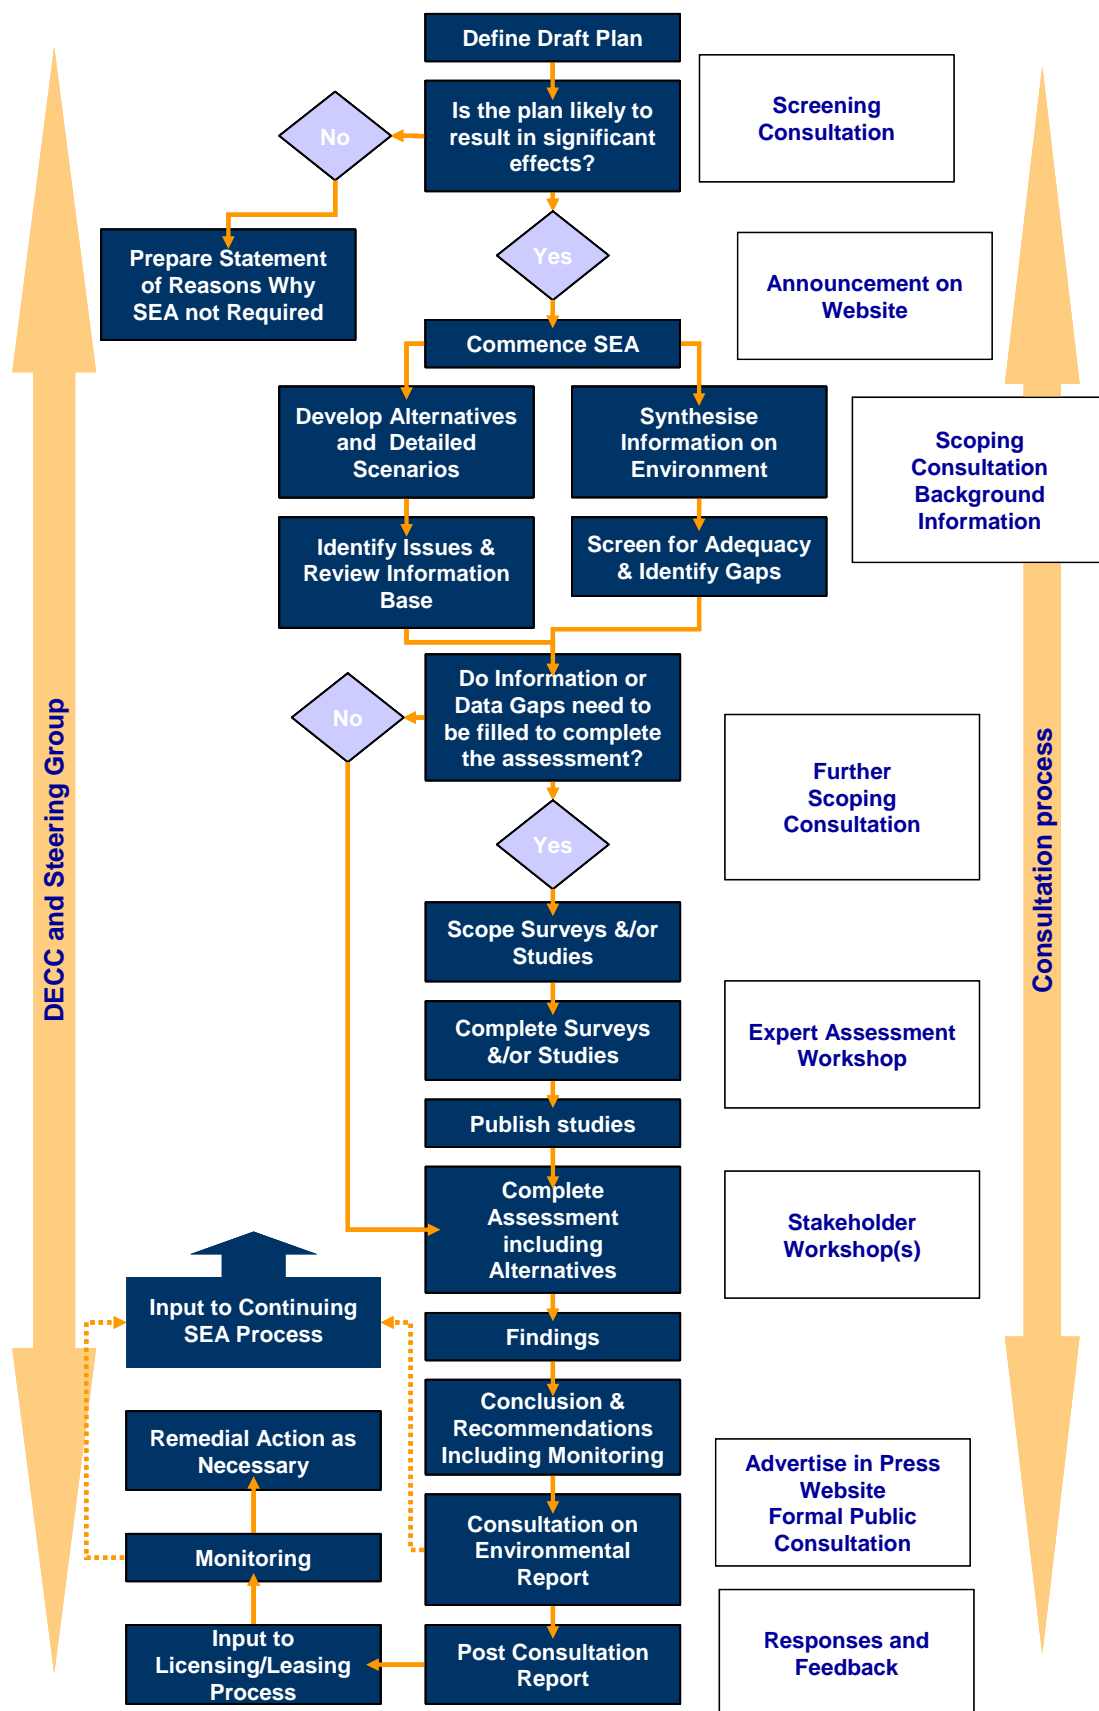 Define Draft Plan
Is the plan likely to
result in significant
effects?
Screening
Consultation
No
Yes
Prepare Statement
of Reasons Why
SEA not Required
Announcement on
Website
Commence SEA
Develop Alternatives
and Detailed
Scenarios
Synthesise
Information on
Environment
Scoping
Consultation
Background
Information
Identify Issues &
Review Information
Base
Screen for Adequacy
& Identify Gaps
Do Information or
Data Gaps need to
be filled to complete
the assessment?
No
Further
Scoping
Consultation
Yes
DECC and Steering Group
Consultation process
Scope Surveys &/or
Studies
Complete Surveys
&/or Studies
Expert Assessment
Workshop
Publish studies
Complete
Assessment
including
Alternatives
Stakeholder
Workshop(s)
Input to Continuing
SEA Process
Findings
Conclusion &
Recommendations
Including Monitoring
Remedial Action as
Necessary
Advertise in Press
Website
Formal Public
Consultation
Consultation on
Environmental
Report
Monitoring
Input to
Licensing/Leasing
Process
Post Consultation
Report
Responses and
Feedback